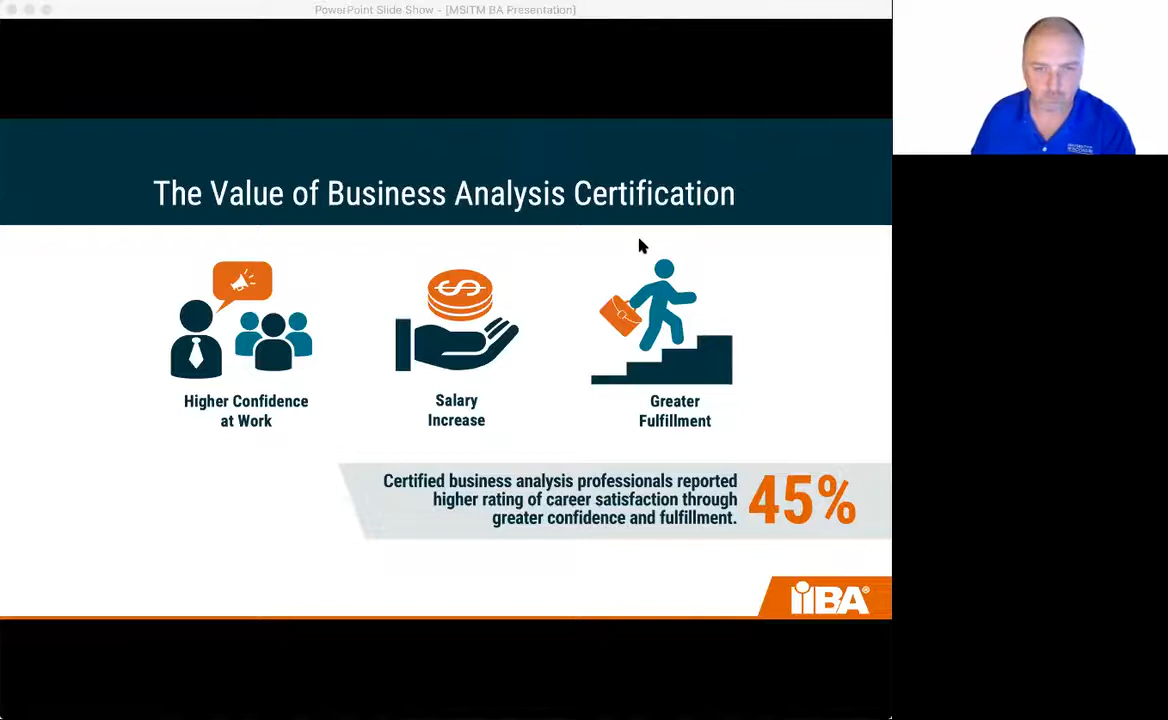 PowerPoint Slide Show - [MSITM BA Presentation]
The Value of Business Analysis Certification
Higher Confidence
at Work
Salary
Increase
Greater
Fulfillment
Certified business analysis professionals reported
higher rating of career satisfaction through
greater confidence and fulfillment.
45%
IIBA®